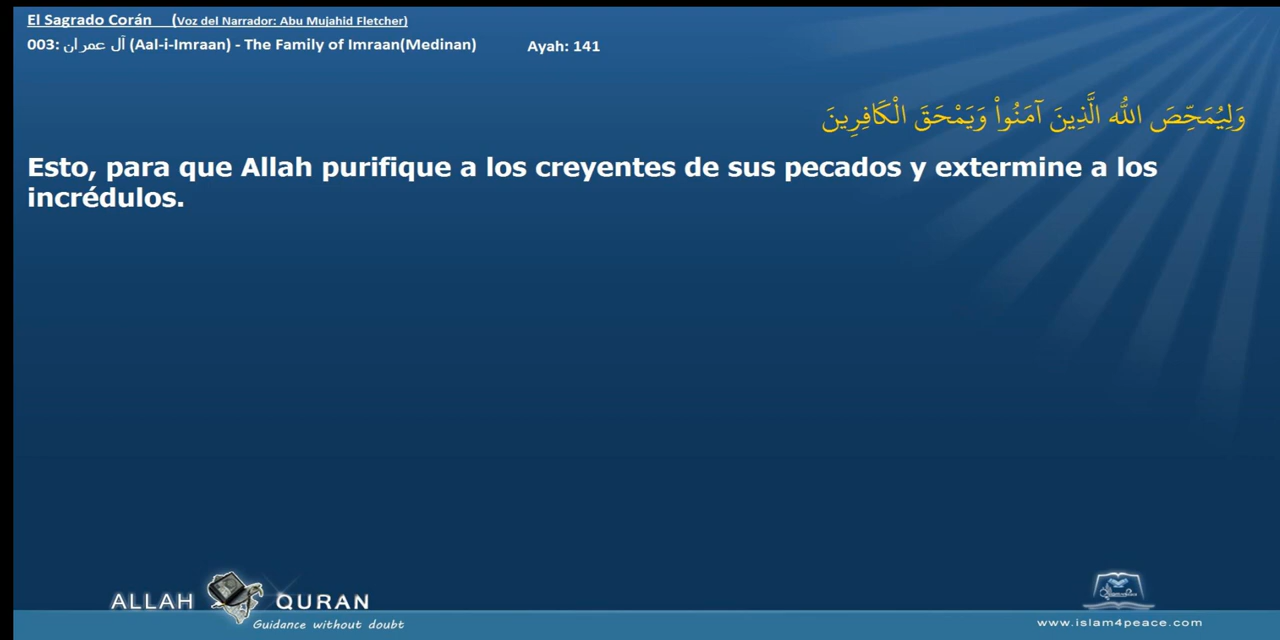 El Sagrado Corán (Voz del Narrador: Abu Mujahid Fletcher)
003: آل عمران (Aal-i-Imraan) - The Family of Imraan(Medinan) Ayah: 141
وَلِيُمَحِّصَ اللّهُ الَّذِينَ آمَنُواْ وَيَمْحَقَ الْكَافِرِينَ
Esto, para que Allah purifique a los creyentes de sus pecados y extermine a los
incrédulos.
ALLAH QURAN
Guidance without doubt
www.islam4peace.com